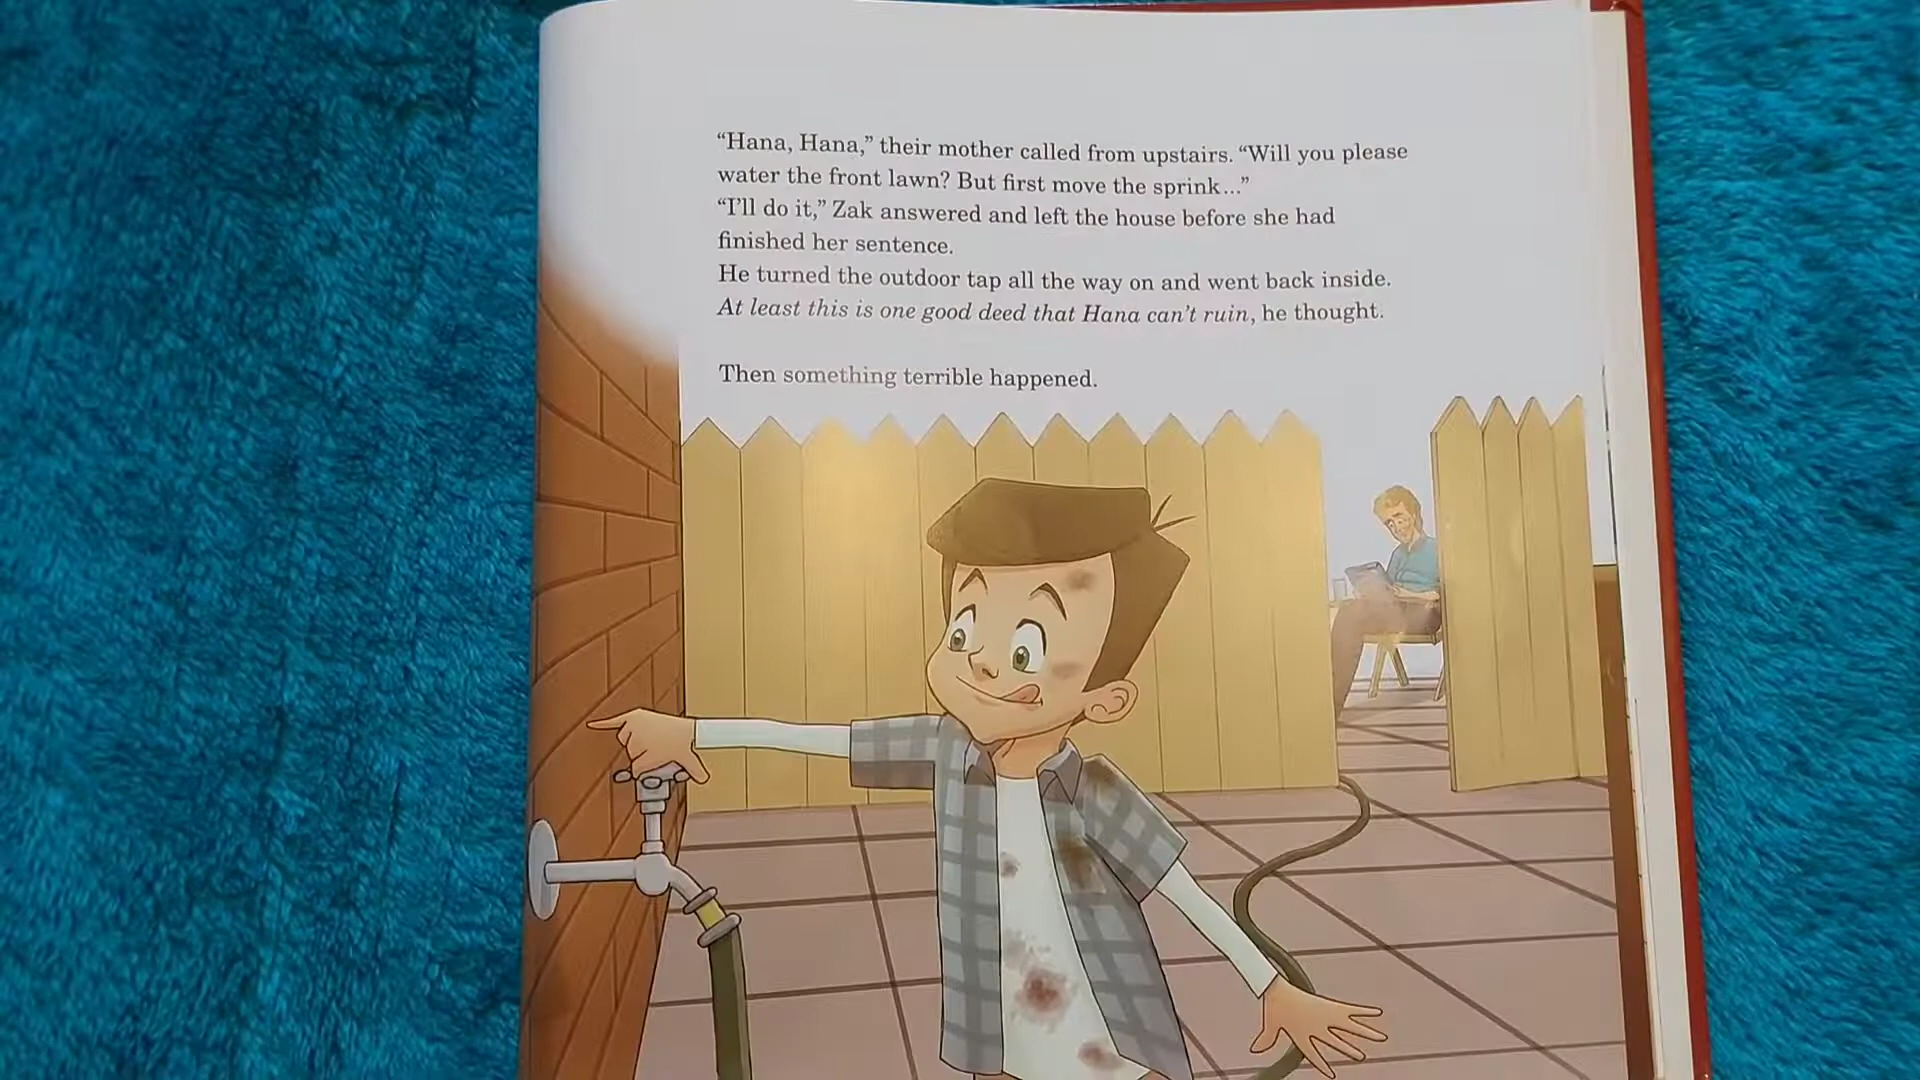 “Hana, Hana,” their mother called from upstairs. “Will you please
water the front lawn? But first move the sprink...”
“I’ll do it,” Zak answered and left the house before she had
finished her sentence.
He turned the outdoor tap all the way on and went back inside.
At least this is one good deed that Hana can’t ruin, he thought.
Then something terrible happened.